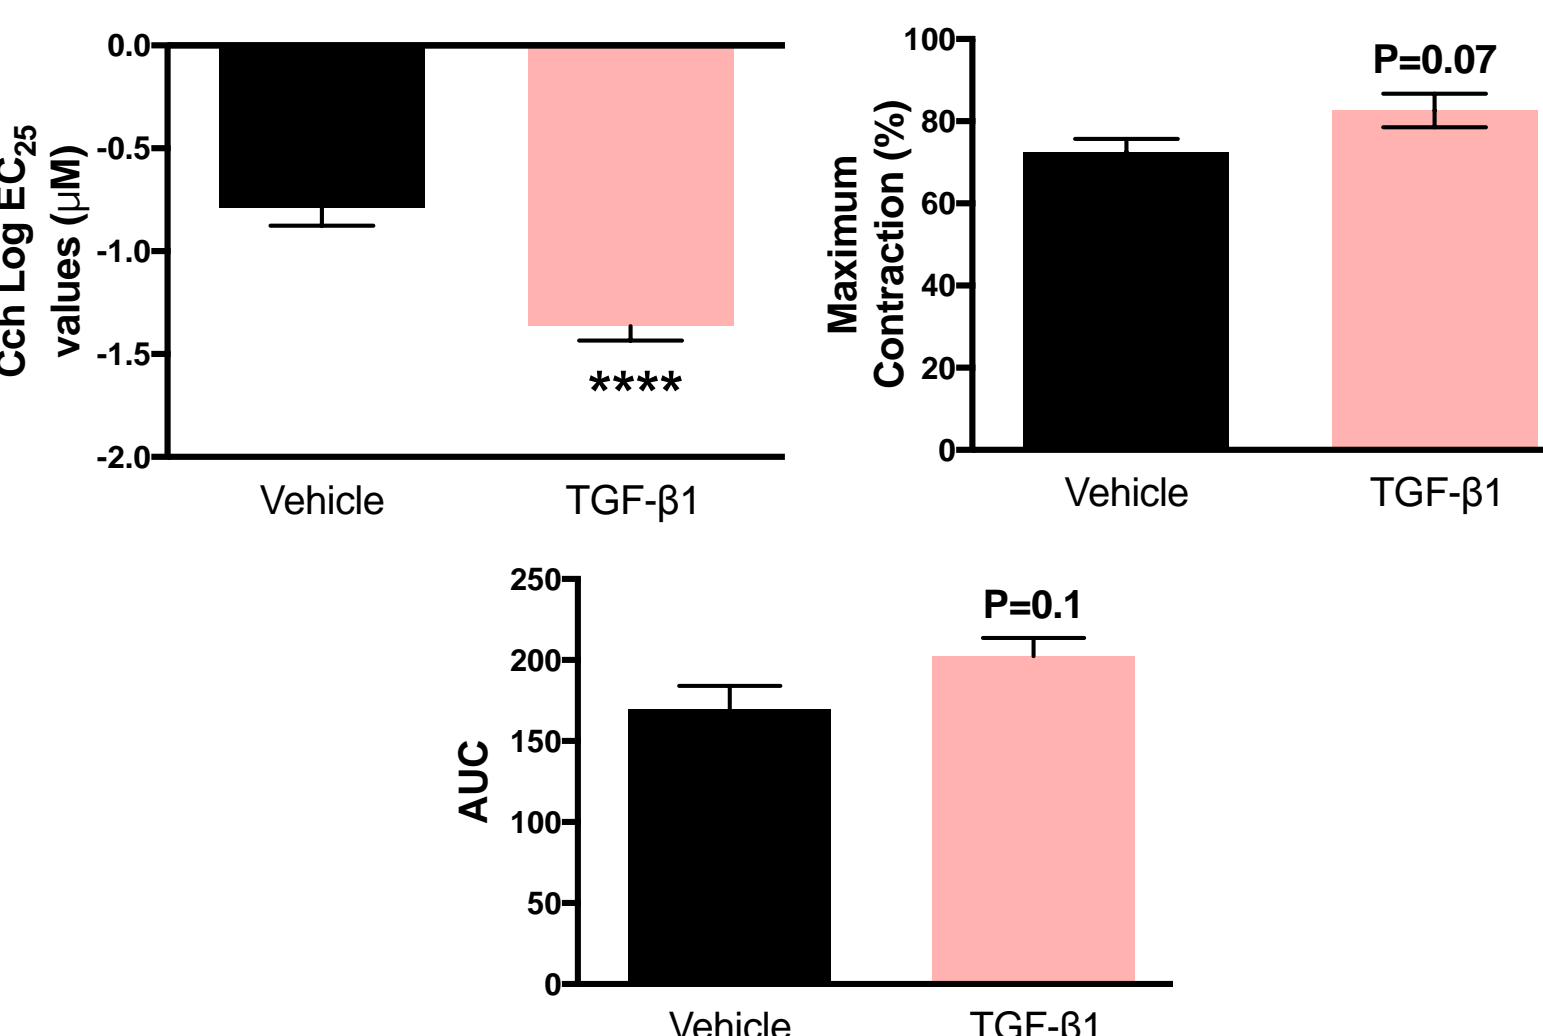 Cch Log EC25
values (μM)
0.0
-0.5
-1.0
-1.5
-2.0
****
Vehicle
TGF-β1
Maximum
Contraction (%)
100
80
60
40
20
0
P=0.07
Vehicle
TGF-β1
AUC
250
200
150
100
50
0
P=0.1
Vehicle
TGF-β1